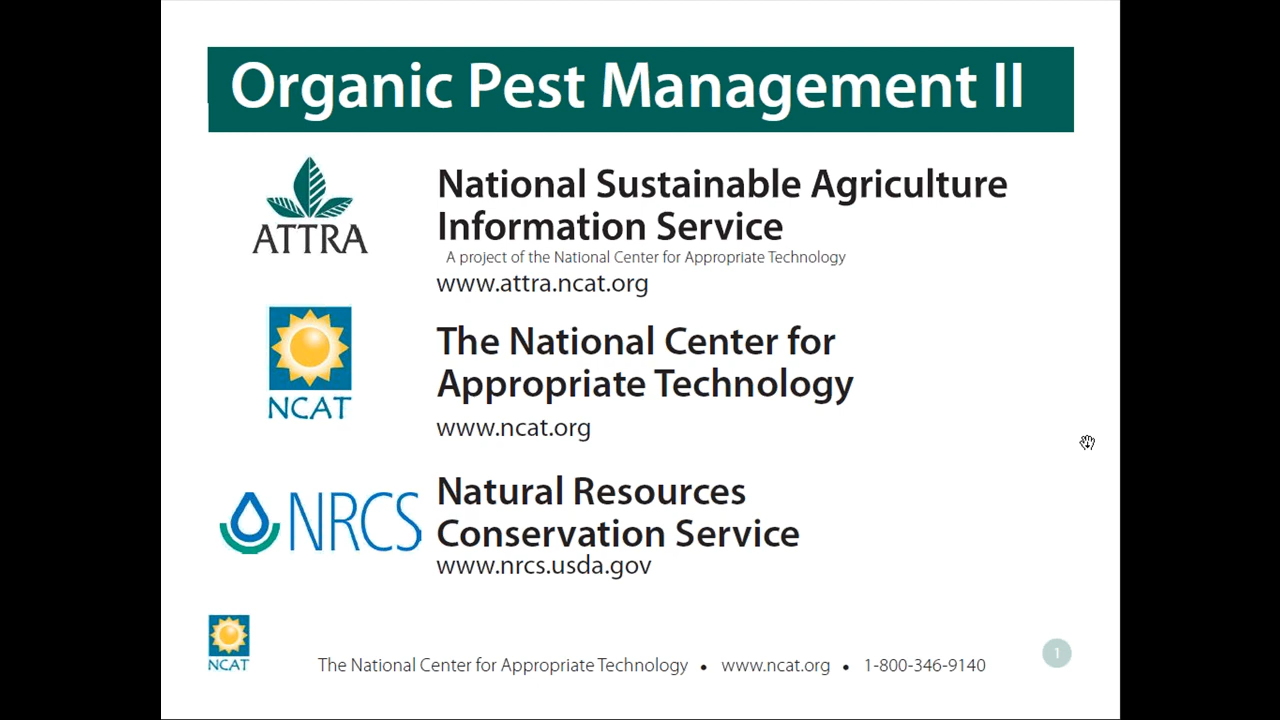 Organic Pest Management II
ATTRA
National Sustainable Agriculture
Information Service
A project of the National Center for Appropriate Technology
www.attra.ncat.org
NCAT
The National Center for
Appropriate Technology
www.ncat.org
NRCS
Natural Resources
Conservation Service
www.nrcs.usda.gov
NCAT
The National Center for Appropriate Technology • www.ncat.org • 1-800-346-9140
1